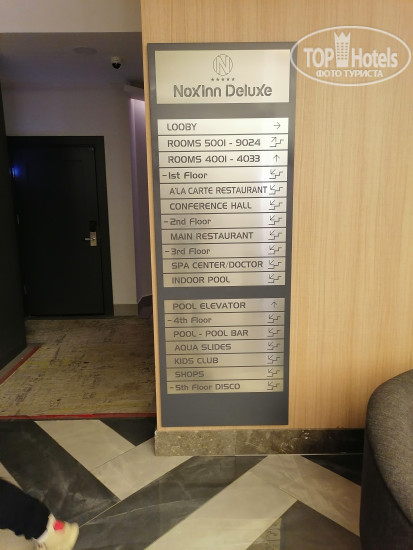 TOP Hotels
ФОТО ТУРИСТА
N
NoxInn Deluxe
LOOBY
ROOMS 5001 - 9024
ROOMS 4001 - 4033
-1st Floor
A'LA CARTE RESTAURANT
CONFERENCE HALL
-2nd Floor
MAIN RESTAURANT
-3rd Floor
SPA CENTER/DOCTOR
INDOOR POOL
POOL ELEVATOR
-4th Floor
POOL - POOL BAR
AQUA SLIDES
KIDS CLUB
SHOPS
-5th Floor DISCO